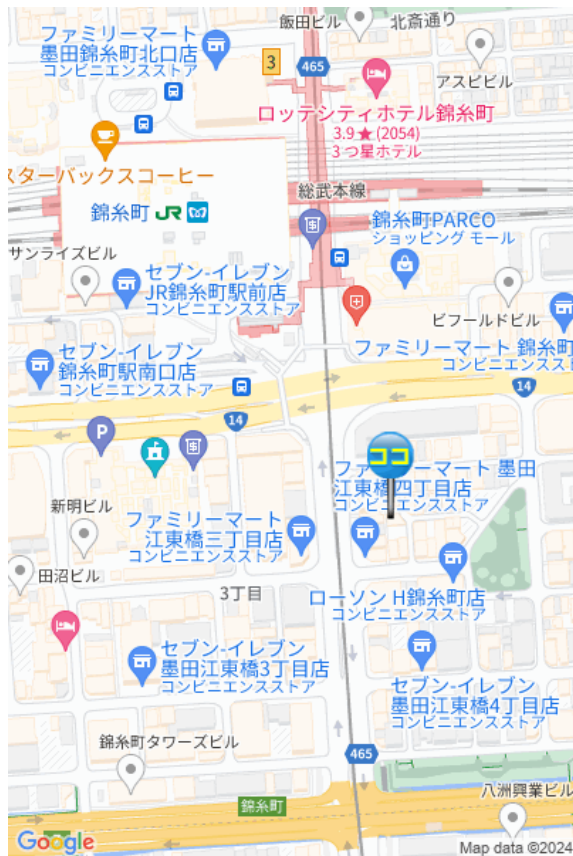 飯田ビル
北斎通り
ファミリーマート
墨田錦糸町北口店
コンビニエンスストア
3
465
アスビビル
ロッテシティホテル錦糸町
3.9★(2054)
3 つ星ホテル
スターバックスコーヒー
総武本線
錦糸町 JR
錦糸町PARCO
ショッピング モール
サンライズビル
セブン-イレブン
JR錦糸町駅前店
コンビニエンスストア
ビフールドビル
セブン-イレブン
錦糸町駅南口店
コンビニエンスストア
ファミリーマート 錦糸町
コンビニエンススト
14
14
P
ココ
ファミリーマート 墨田
江東橋四丁目店
コンビニエンスストア
新明ビル
ファミリーマート
江東橋三丁目店
コンビニエンスストア
田沼ビル
3丁目
ローソン H錦糸町店
コンビニエンスストア
セブン-イレブン
墨田江東橋3丁目店
コンビニエンスストア
セブン-イレブン
墨田江東橋4丁目店
コンビニエンスストア
錦糸町タワーズビル
465
八洲興業ビル
錦糸町
Google
Map data ©2024